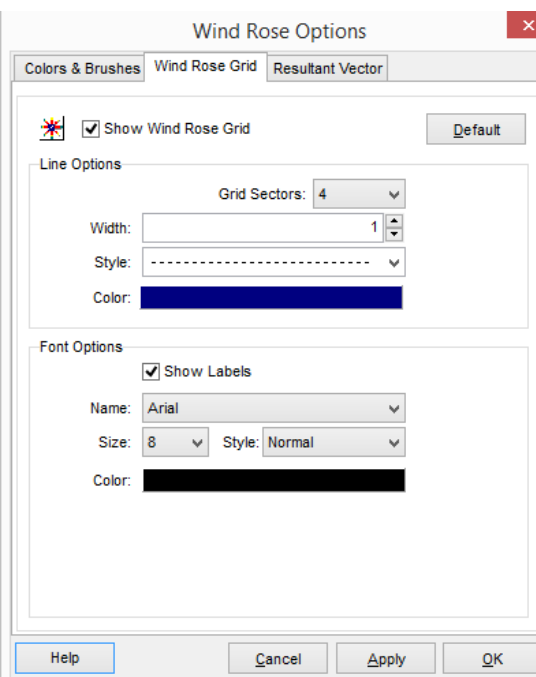 Wind Rose Options
Colors & Brushes Wind Rose Grid Resultant Vector
Show Wind Rose Grid Default
Line Options
Grid Sectors: 4
Width: 1
Style:
Color:
Font Options
Show Labels
Name: Arial
Size: 8 Style: Normal
Color:
Help Cancel Apply OK